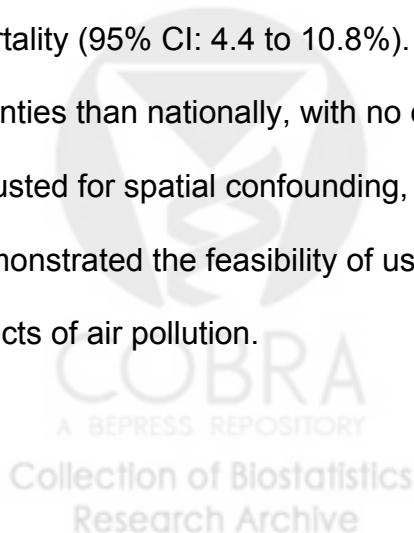 rtality (95% CI: 4.4 to 10.8%).
nties than nationally, with no
usted for spatial confounding,
monstrated the feasibility of us
cts of air pollution.
COBRA
A BEPRESS REPOSITORY
Collection of Biostatistics
Research Archive